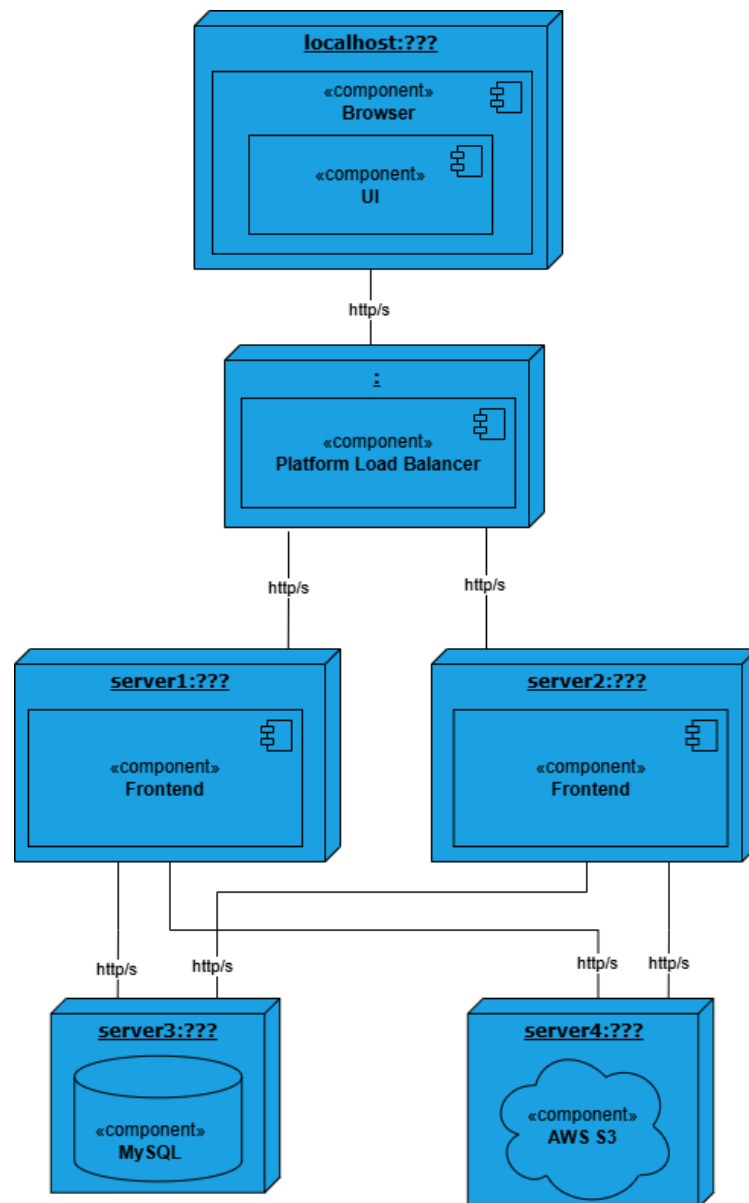 localhost:???
«component»
Browser
«component»
UI
http/s
:
«component»
Platform Load Balancer
http/s
http/s
server1:???
server2:???
«component»
Frontend
«component»
Frontend
http/s
http/s
http/s
http/s
server3:???
server4:???
«component»
MySQL
«component»
AWS S3